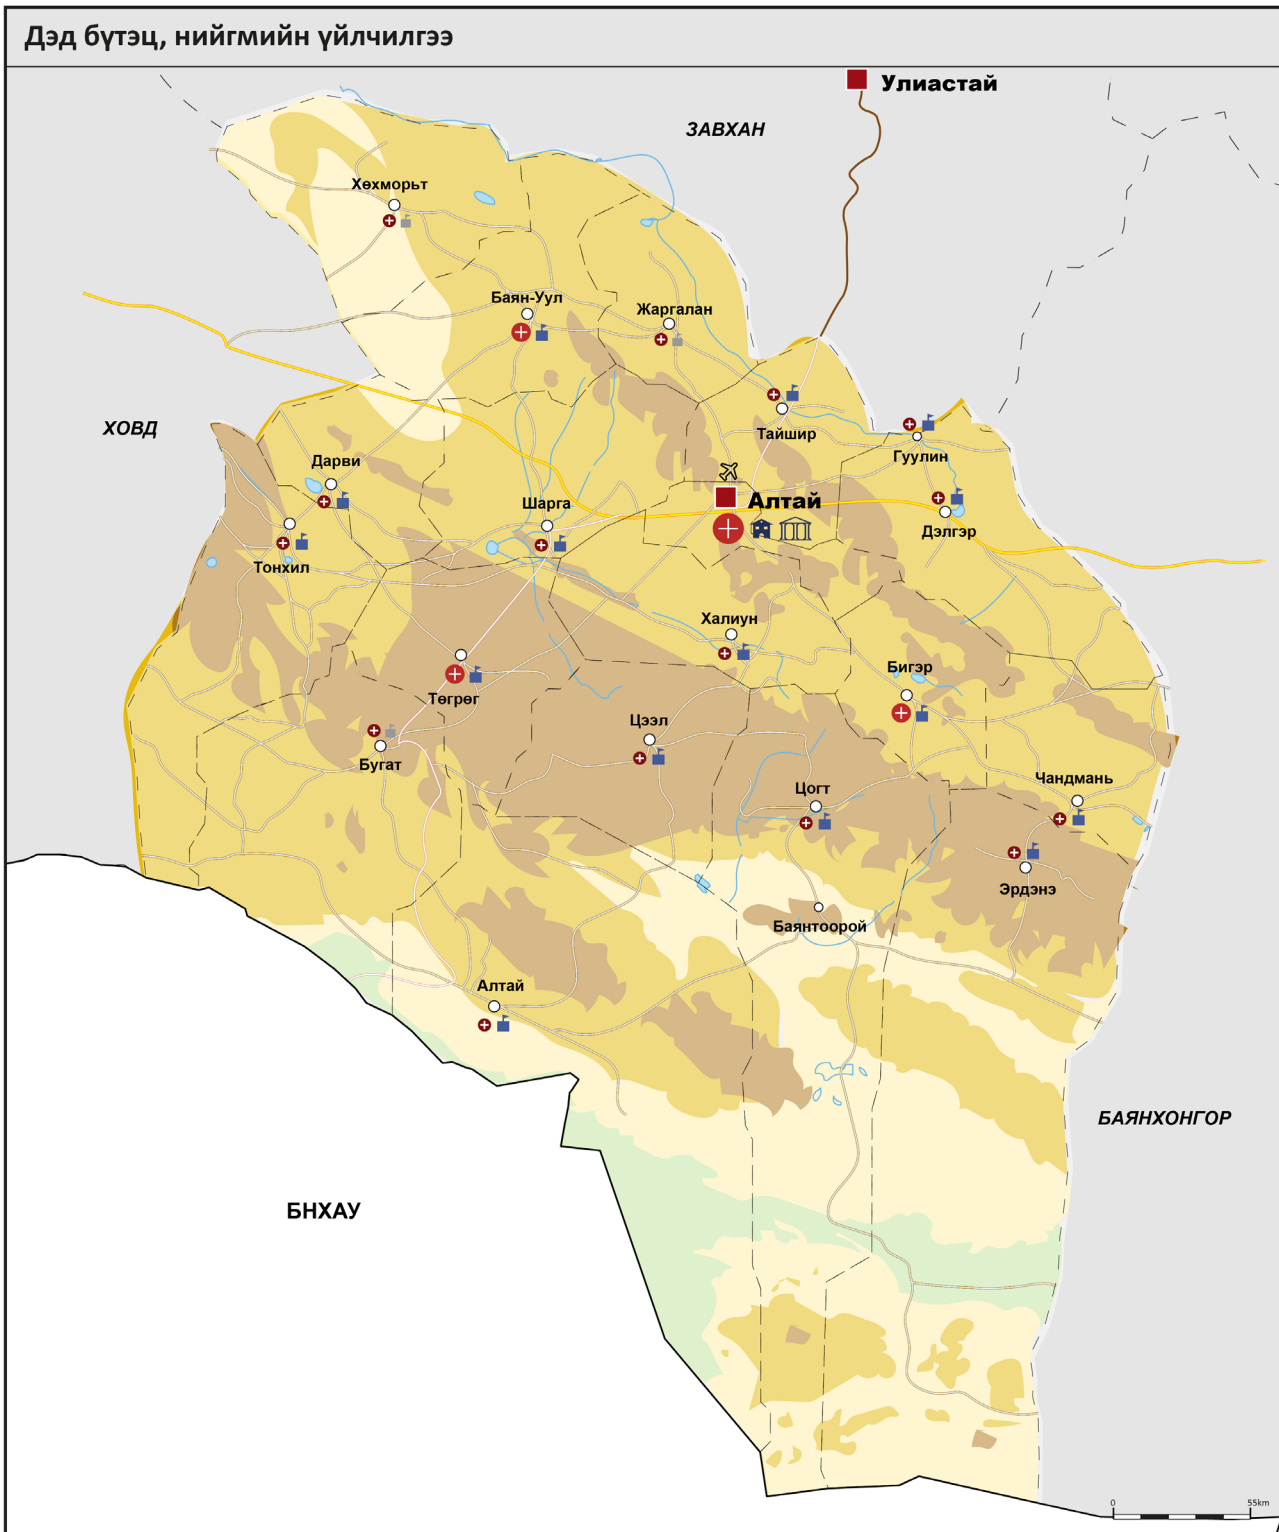 Дэд бүтэц, нийгмийн үйлчилгээ
Улиастай
ЗАВХАН
Хөхморьт
Баян-Уул
Жаргалан
ХОВД
Тайшир
Гуулин
Дарви
Шарга
Алтай
Дэлгэр
Тонхил
Халиун
Бигэр
Төгрөг
Цээл
Бугат
Чандмань
Цогт
Эрдэнэ
Баянтоорой
Алтай
БАЯНХОНГОР
БНХАУ
0 55km